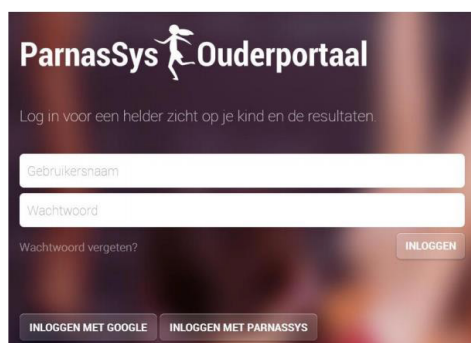 ParnasSys Ouderportaal
Log in voor een helder zicht op je kind en de resultaten.
Gebruikersnaam
Wachtwoord
Wachtwoord vergeten?
INLOGGEN
INLOGGEN MET GOOGLE
INLOGGEN MET PARNASSYS